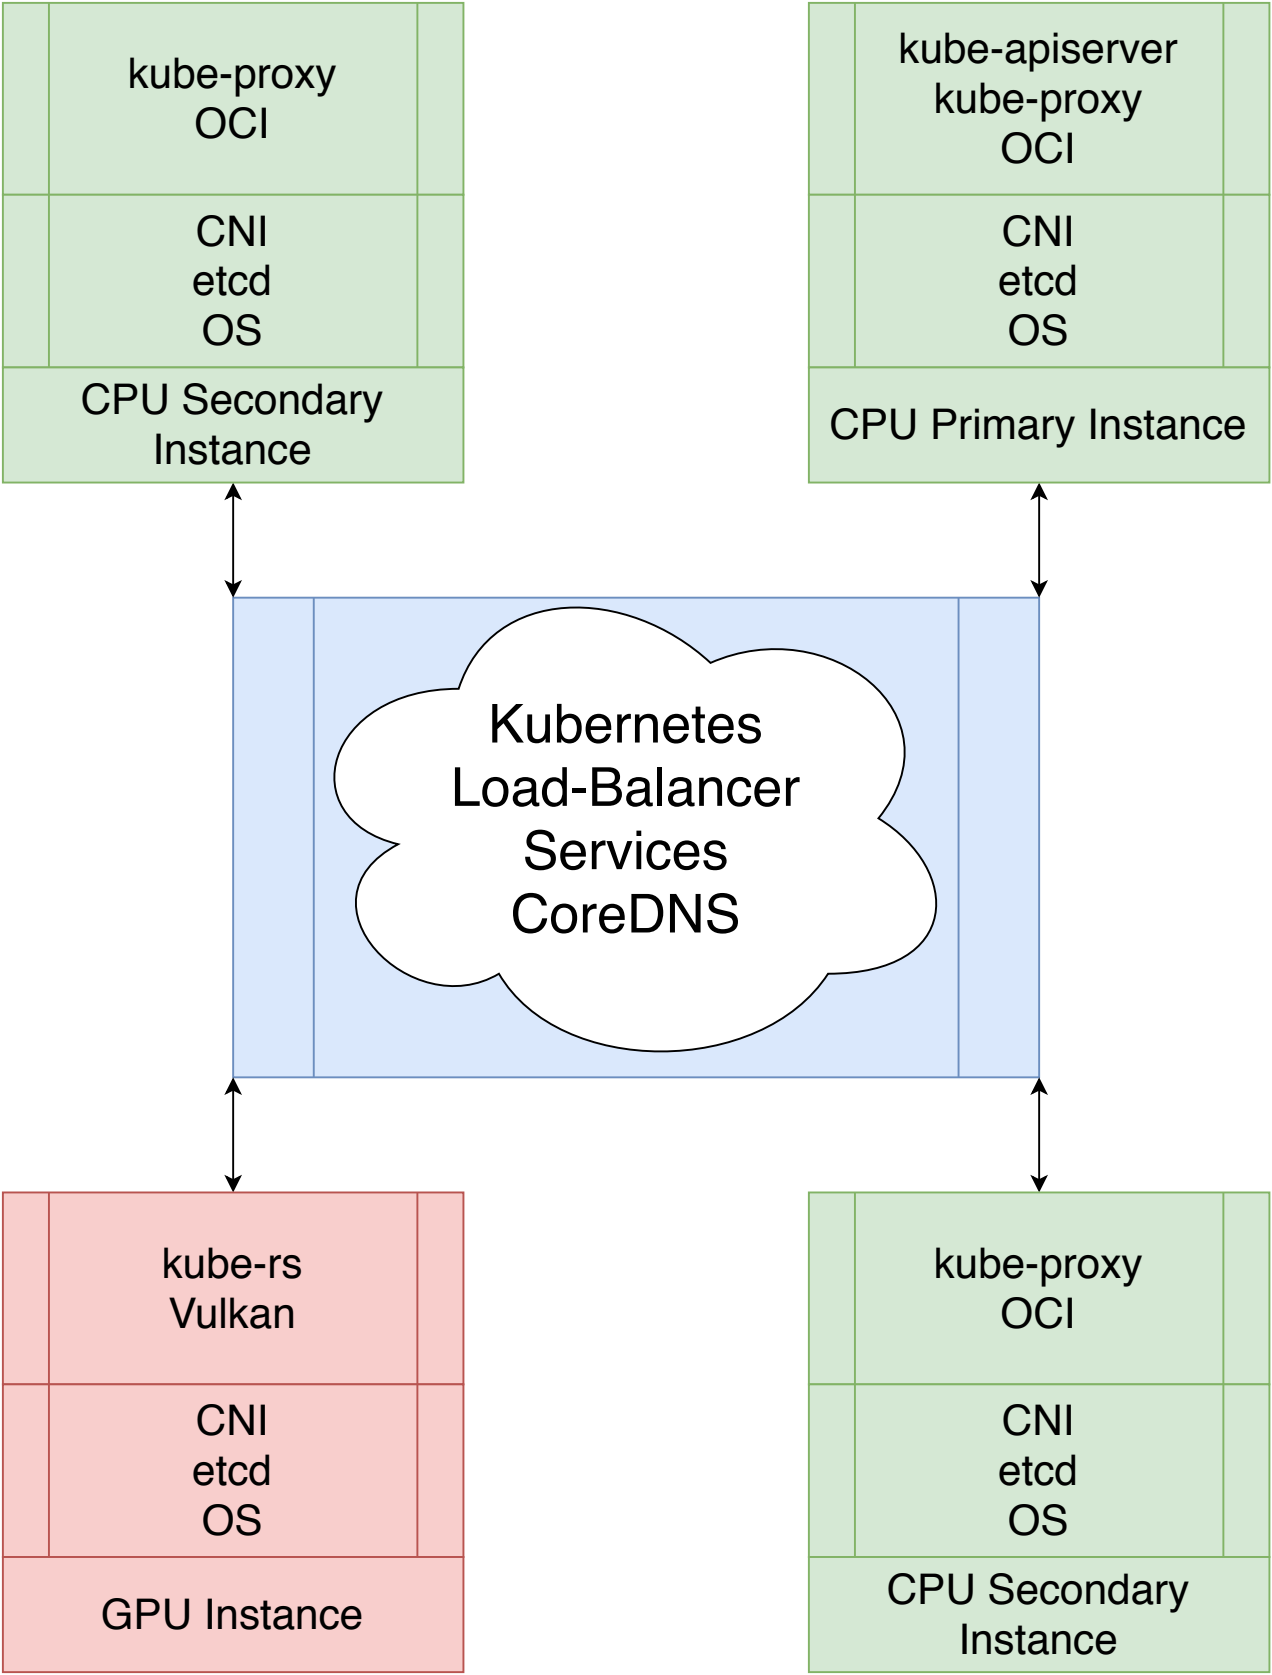 kube-proxy
OCI
CNI
etcd
OS
CPU Secondary
Instance
kube-apiserver
kube-proxy
OCI
CNI
etcd
OS
CPU Primary Instance
Kubernetes
Load-Balancer
Services
CoreDNS
kube-rs
Vulkan
CNI
etcd
OS
GPU Instance
kube-proxy
OCI
CNI
etcd
OS
CPU Secondary
Instance